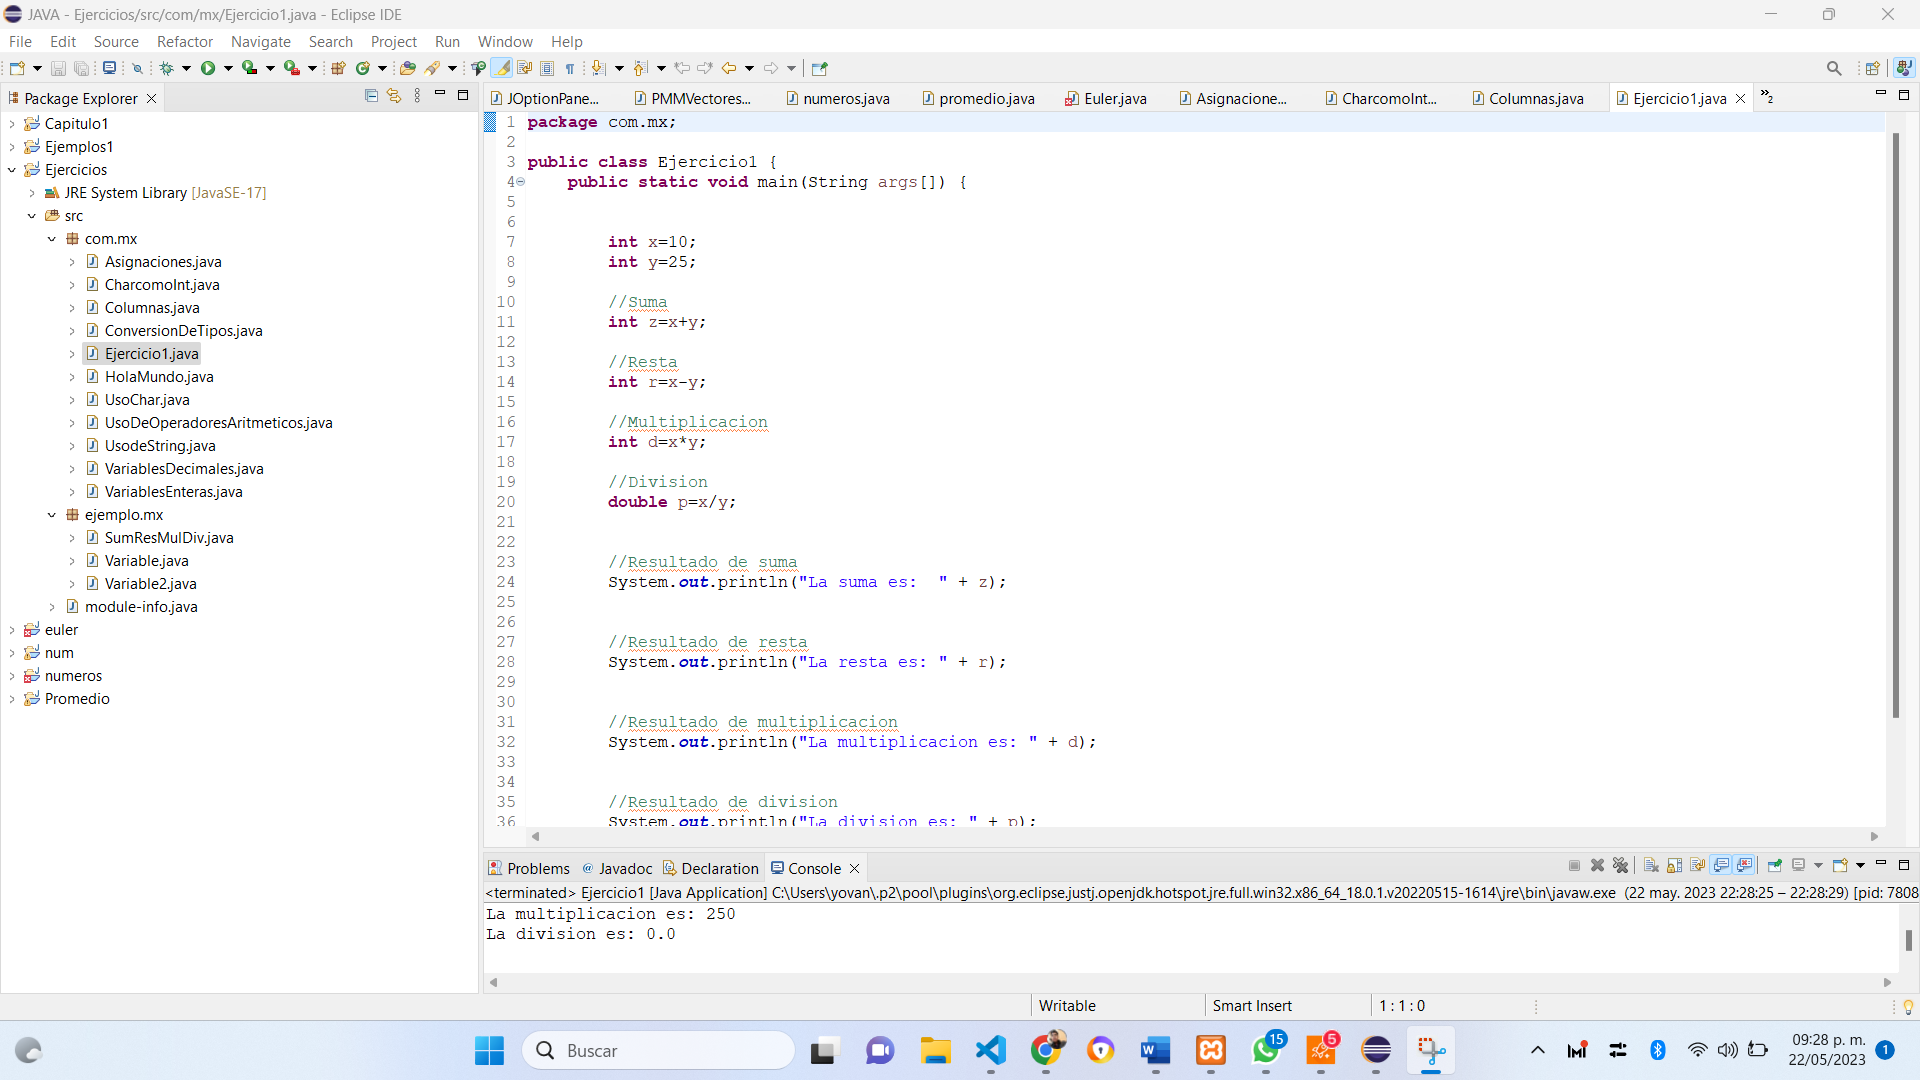 JAVA - Ejercicios/src/com/mx/Ejercicio1.java - Eclipse IDE
File Edit Source Refactor Navigate Search Project Run Window Help
Package Explorer
JOptionPane... PMMVectores... numeros.java promedio.java Euler.java Asignacione... CharcomoInt... Columnas.java Ejercicio1.java »2
Capitulo1
Ejemplos1
Ejercicios
JRE System Library [JavaSE-17]
src
com.mx
Asignaciones.java
CharcomoInt.java
Columnas.java
ConversionDeTipos.java
Ejercicio1.java
HolaMundo.java
UsoChar.java
UsoDeOperadoresAritmeticos.java
UsodeString.java
VariablesDecimales.java
VariablesEnteras.java
ejemplo.mx
SumResMulDiv.java
Variable.java
Variable2.java
module-info.java
euler
num
numeros
Promedio
1 package com.mx;
2
3 public class Ejercicio1 {
4 public static void main(String args[]) {
5
6
7 int x=10;
8 int y=25;
9
10 //Suma
11 int z=x+y;
12
13 //Resta
14 int r=x-y;
15
16 //Multiplicacion
17 int d=x*y;
18
19 //Division
20 double p=x/y;
21
22
23 //Resultado de suma
24 System.out.println("La suma es:  " + z);
25
26
27 //Resultado de resta
28 System.out.println("La resta es: " + r);
29
30
31 //Resultado de multiplicacion
32 System.out.println("La multiplicacion es: " + d);
33
34
35 //Resultado de division
36 System.out.println("La division es: " + p);
Problems @ Javadoc Declaration Console
<terminated> Ejercicio1 [Java Application] C:\Users\yovan\.p2\pool\plugins\org.eclipse.justj.openjdk.hotspot.jre.full.win32.x86_64_18.0.1.v20220515-1614\jre\bin\javaw.exe (22 may. 2023 22:28:25 – 22:28:29) [pid: 7808
La multiplicacion es: 250
La division es: 0.0
Writable Smart Insert 1 : 1 : 0
Buscar
15
5
09:28 p. m.
22/05/2023
1